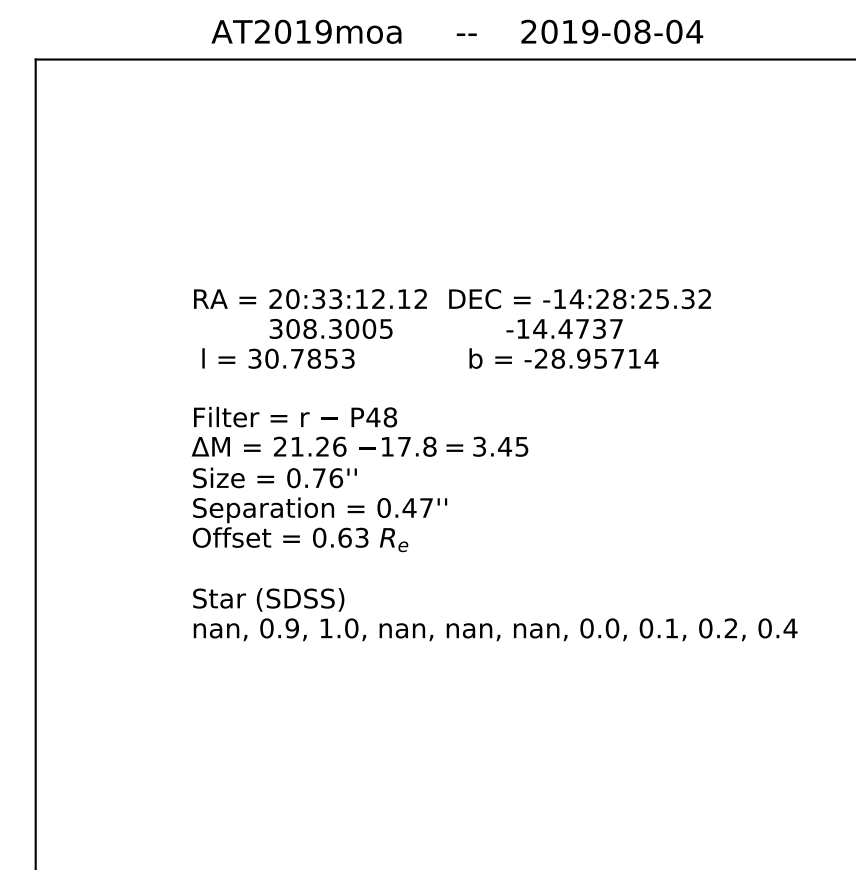 AT2019moa -- 2019-08-04
RA = 20:33:12.12 DEC = -14:28:25.32
308.3005 -14.4737
l = 30.7853 b = -28.95714
Filter = r − P48
ΔM = 21.26 −17.8 = 3.45
Size = 0.76''
Separation = 0.47''
Offset = 0.63 Rₑ
Star (SDSS)
nan, 0.9, 1.0, nan, nan, nan, 0.0, 0.1, 0.2, 0.4